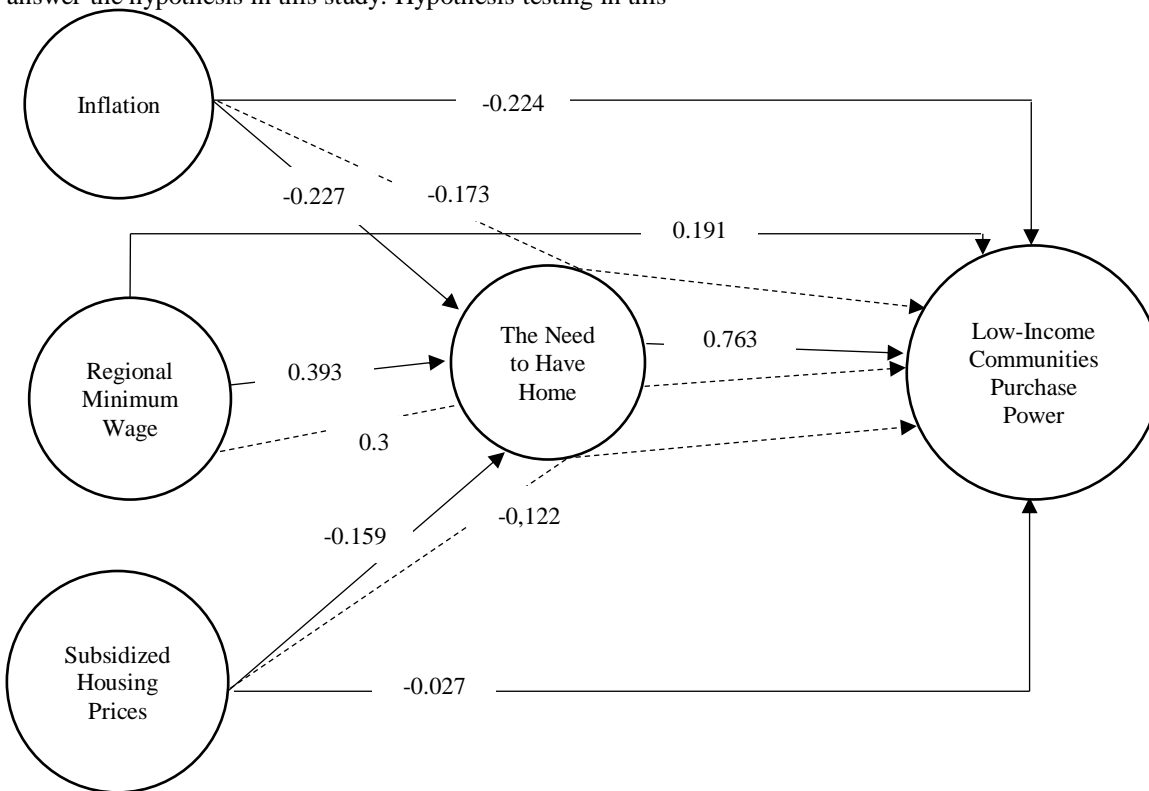 answer the hypothesis in this study. Hypothesis testing in this
Inflation
-0.224
-0.227
-0.173
0.191
Regional
Minimum
Wage
0.393
0.3
The Need
to Have
Home
0.763
Low-Income
Communities
Purchase
Power
-0.159
-0,122
Subsidized
Housing
Prices
-0.027